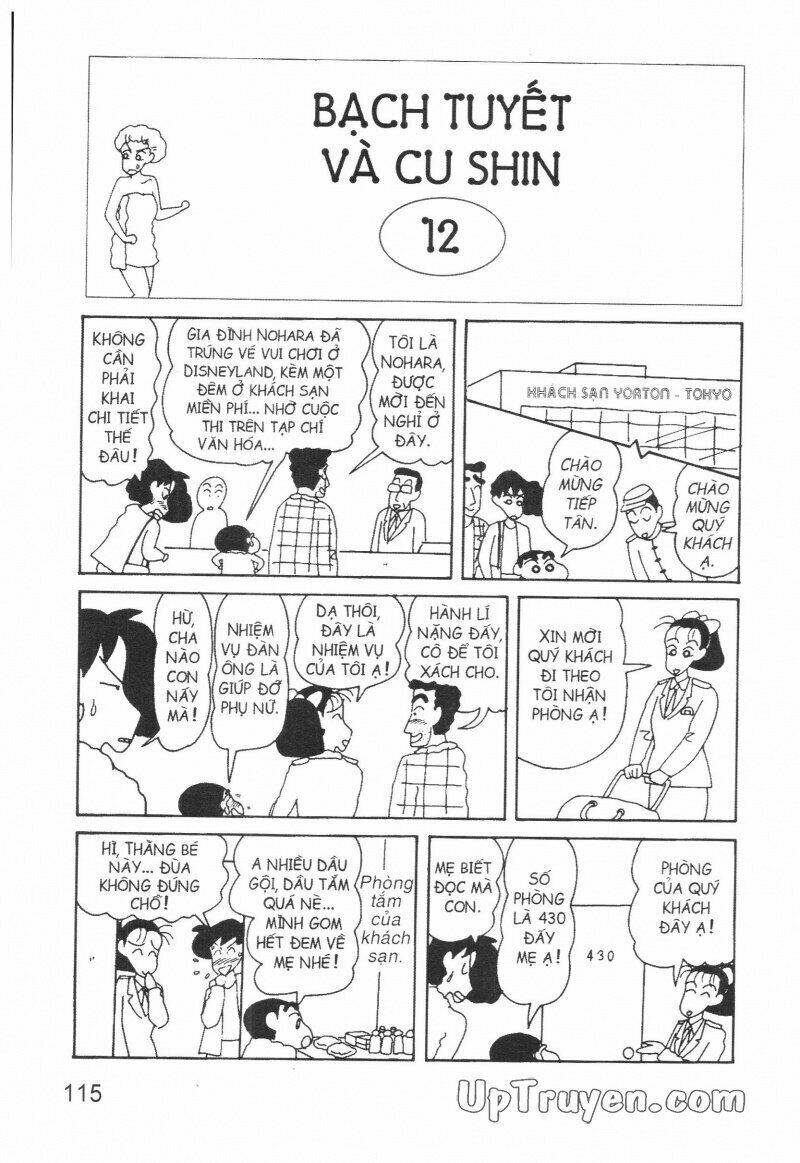 BẠCH TUYẾT
VÀ CU SHIN
12
KHÁCH SẠN YORTON - TOKYO
CHÀO
MỪNG
QUÝ
KHÁCH
Ạ.
CHÀO
MỪNG
TIẾP
TÂN.
TÔI LÀ
NOHARA,
ĐƯỢC
MỜI ĐẾN
NGHỈ Ở
ĐÂY.
GIA ĐÌNH NOHARA ĐÃ
TRÚNG VÉ VUI CHƠI Ở
DISNEYLAND, KÈM MỘT
ĐÊM Ở KHÁCH SẠN
MIỄN PHÍ... NHỜ CUỘC
THI TRÊN TẠP CHÍ
VĂN HÓA...
KHÔNG
CẦN
PHẢI
KHAI
CHI TIẾT
THẾ
ĐÂU!
XIN MỜI
QUÝ KHÁCH
ĐI THEO
TÔI NHẬN
PHÒNG Ạ!
HÀNH LÍ
NẶNG ĐẤY,
CÔ ĐỂ TÔI
XÁCH CHO.
DẠ THÔI,
ĐÂY LÀ
NHIỆM VỤ
CỦA TÔI Ạ!
NHIỆM
VỤ ĐÀN
ÔNG LÀ
GIÚP ĐỠ
PHỤ NỮ.
HỪ,
CHA
NÀO
CON
NẤY
MÀ!
PHÒNG
CỦA QUÝ
KHÁCH
ĐÂY Ạ!
430
SỐ
PHÒNG
LÀ 430
ĐẤY
MẸ Ạ!
MẸ BIẾT
ĐỌC MÀ
CON.
Phòng
tắm
của
khách
sạn.
A NHIỀU DẦU
GỘI, DẦU TẮM
QUÁ NÈ...
MÌNH GOM
HẾT ĐEM VỀ
MẸ NHÉ!
HÌ, THẰNG BÉ
NÀY... ĐÙA
KHÔNG ĐÚNG
CHỖ!
115
UpTruyen.com